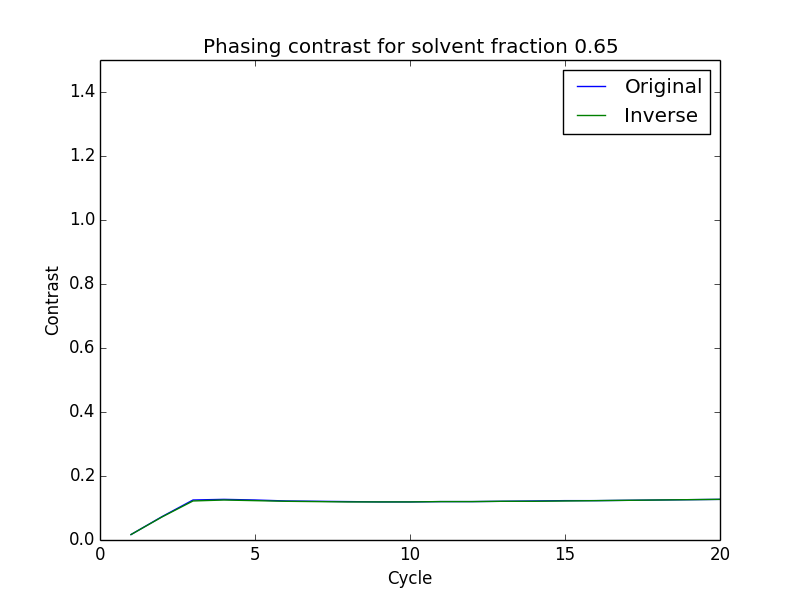 Phasing contrast for solvent fraction 0.65
Original
Inverse
1.4
1.2
1.0
0.8
0.6
0.4
0.2
0.0
Contrast
0 5 10 15 20
Cycle